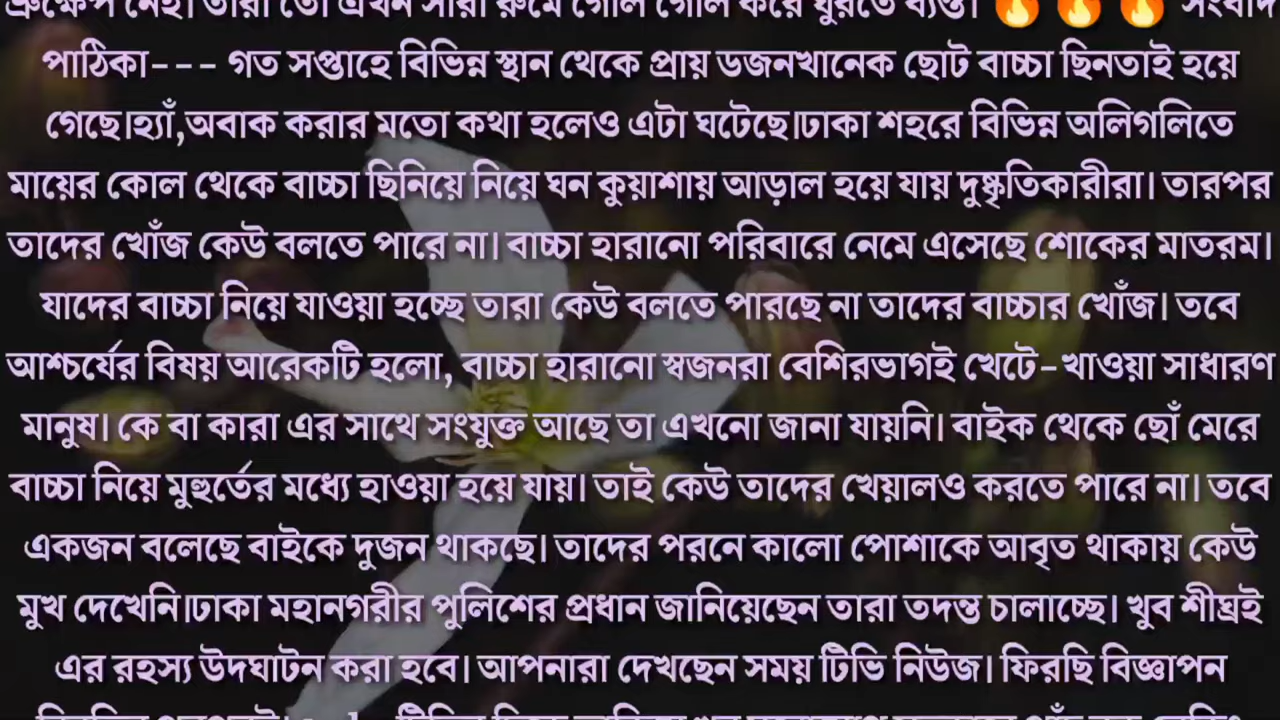 ভ্রুক্ষেপ নেই। তারা তো এখন সারা রুমে গোল গোল করে ঘুরতে ব্যস্ত। 🔥 🔥 🔥 সংবাদ
পাঠিকা--- গত সপ্তাহে বিভিন্ন স্থান থেকে প্রায় ডজনখানেক ছোট বাচ্চা ছিনতাই হয়ে
গেছে।হ্যাঁ,অবাক করার মতো কথা হলেও এটা ঘটেছে।ঢাকা শহরে বিভিন্ন অলিগলিতে
মায়ের কোল থেকে বাচ্চা ছিনিয়ে নিয়ে ঘন কুয়াশায় আড়াল হয়ে যায় দুষ্কৃতিকারীরা। তারপর
তাদের খোঁজ কেউ বলতে পারে না। বাচ্চা হারানো পরিবারে নেমে এসেছে শোকের মাতরম।
যাদের বাচ্চা নিয়ে যাওয়া হচ্ছে তারা কেউ বলতে পারছে না তাদের বাচ্চার খোঁজ। তবে
আশ্চর্যের বিষয় আরেকটি হলো, বাচ্চা হারানো স্বজনরা বেশিরভাগই খেটে-খাওয়া সাধারণ
মানুষ। কে বা কারা এর সাথে সংযুক্ত আছে তা এখনো জানা যায়নি। বাইক থেকে ছোঁ মেরে
বাচ্চা নিয়ে মুহুর্তের মধ্যে হাওয়া হয়ে যায়। তাই কেউ তাদের খেয়ালও করতে পারে না। তবে
একজন বলেছে বাইকে দুজন থাকছে। তাদের পরনে কালো পোশাকে আবৃত থাকায় কেউ
মুখ দেখেনি।ঢাকা মহানগরীর পুলিশের প্রধান জানিয়েছেন তারা তদন্ত চালাচ্ছে। খুব শীঘ্রই
এর রহস্য উদঘাটন করা হবে। আপনারা দেখছেন সময় টিভি নিউজ। ফিরছি বিজ্ঞাপন